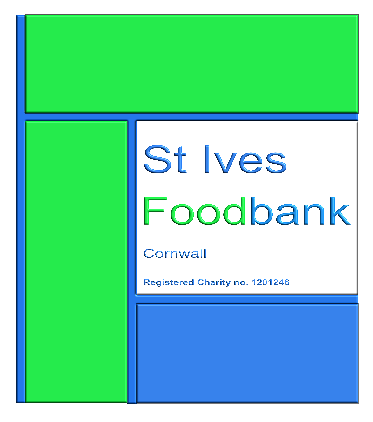 St Ives
Foodbank
Cornwall
Registered Charity no. 1201246